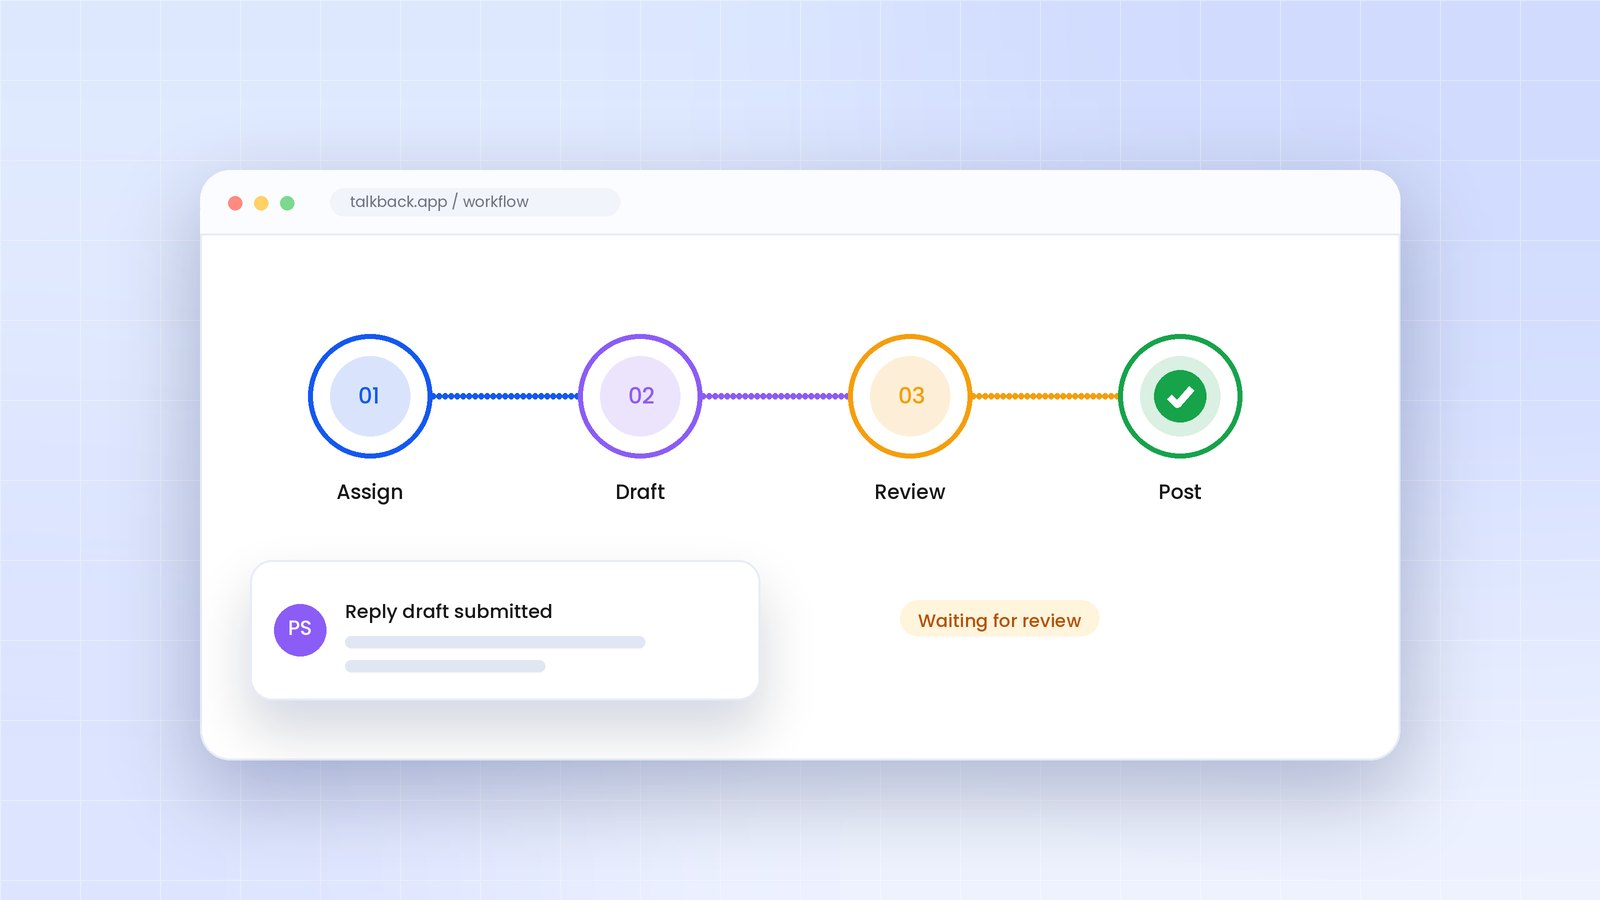 talkback.app / workflow
01
02
03
Assign
Draft
Review
Post
PS
Reply draft submitted
Waiting for review